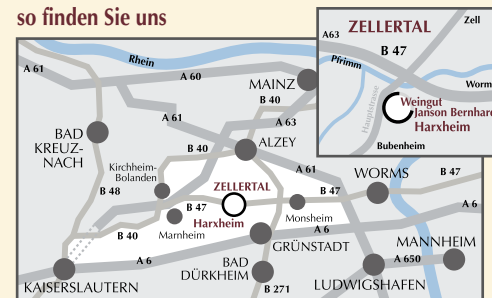 so finden Sie uns
A 61
Rhein
A 60
MAINZ
B 40
A 63
BAD
KREUZ-
NACH
B 40
ALZEY
Kirchheim-
Bolanden
A 61
B 48
ZELLERTAL
B 47
WORMS
B 47
B 47
Harxheim
Monsheim
Marnheim
A 6
B 40
A 6
GRÜNSTADT
MANNHEIM
A 6
BAD
DÜRKHEIM
A 650
KAISERSLAUTERN
B 271
LUDWIGSHAFEN
ZELLERTAL
Zell
A63
B 47
Pfrimm
Worm
Hauptstrasse
Weingut
Janson Bernhard
Harxheim
Bubenheim